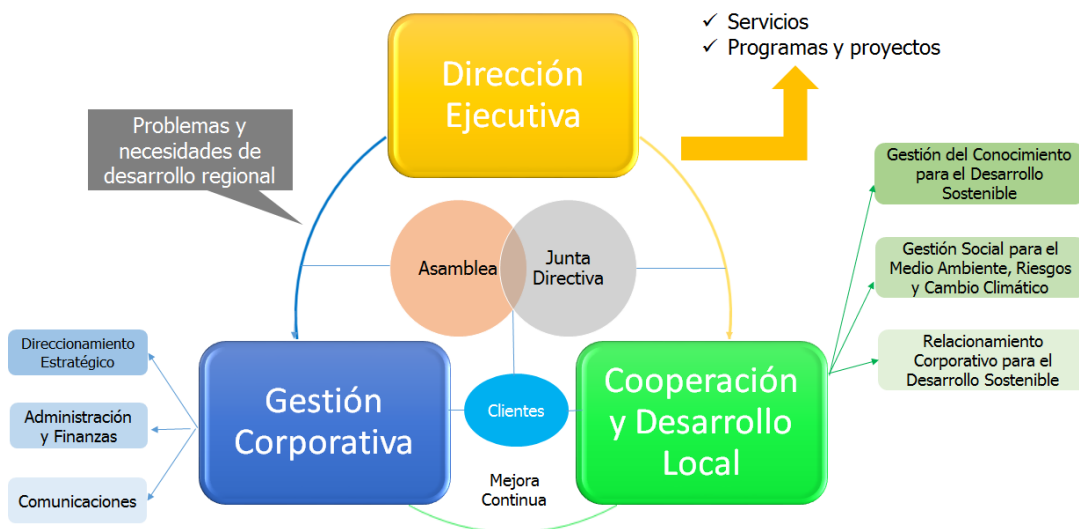 ✓ Servicios
✓ Programas y proyectos
Dirección
Ejecutiva
Problemas y
necesidades de
desarrollo regional
Gestión del Conocimiento
para el Desarrollo
Sostenible
Asamblea
Junta
Directiva
Gestión Social para el
Medio Ambiente, Riesgos
y Cambio Climático
Direccionamiento
Estratégico
Relacionamiento
Corporativo para el
Desarrollo Sostenible
Gestión
Corporativa
Clientes
Cooperación
y Desarrollo
Local
Administración
y Finanzas
Mejora
Continua
Comunicaciones